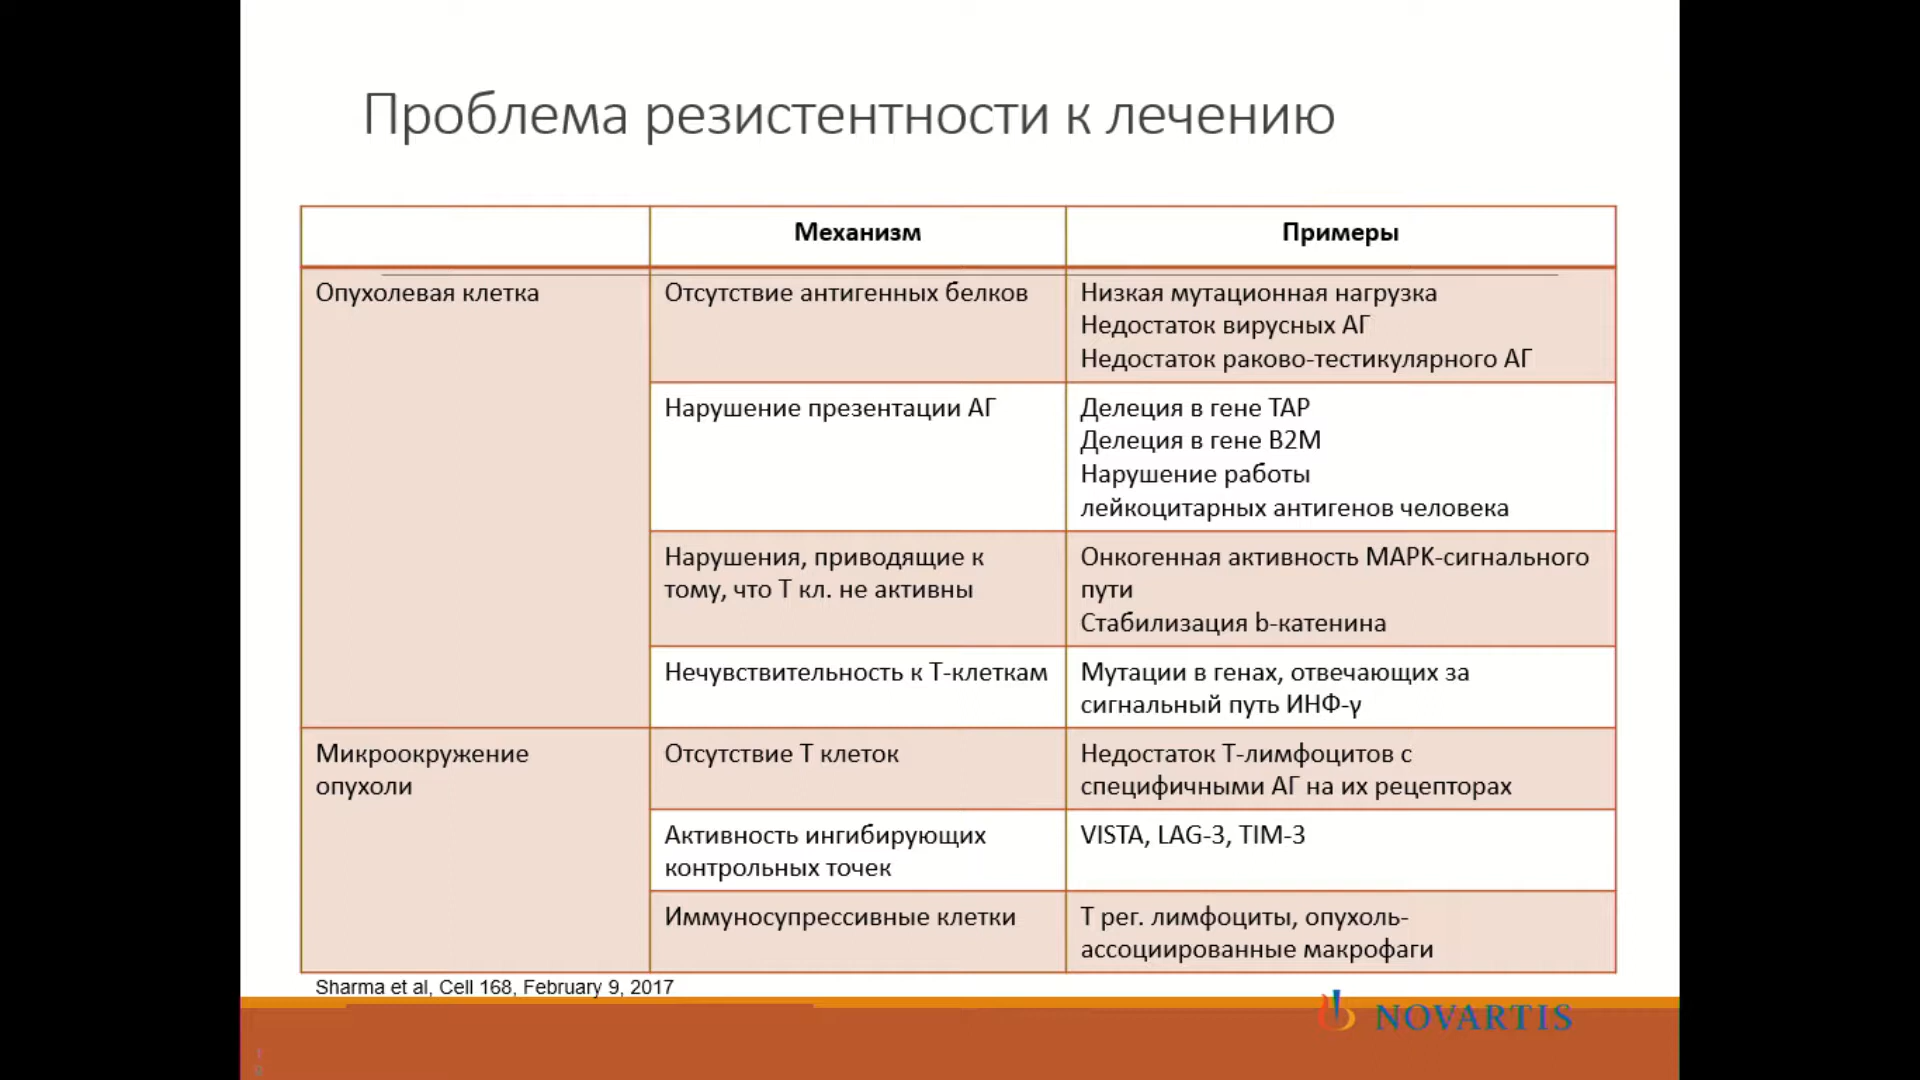 Проблема резистентности к лечению
Механизм
Примеры
Опухолевая клетка
Отсутствие антигенных белков
Низкая мутационная нагрузка
Недостаток вирусных АГ
Недостаток раково-тестикулярного АГ
Нарушение презентации АГ
Делеция в гене TAP
Делеция в гене B2M
Нарушение работы
лейкоцитарных антигенов человека
Нарушения, приводящие к
тому, что Т кл. не активны
Онкогенная активность MAPK-сигнального
пути
Стабилизация b-катенина
Нечувствительность к Т-клеткам
Мутации в генах, отвечающих за
сигнальный путь ИНФ-γ
Микроокружение
опухоли
Отсутствие Т клеток
Недостаток Т-лимфоцитов с
специфичными АГ на их рецепторах
Активность ингибирующих
контрольных точек
VISTA, LAG-3, TIM-3
Иммуносупрессивные клетки
Т рег. лимфоциты, опухоль-
ассоциированные макрофаги
Sharma et al, Cell 168, February 9, 2017
NOVARTIS